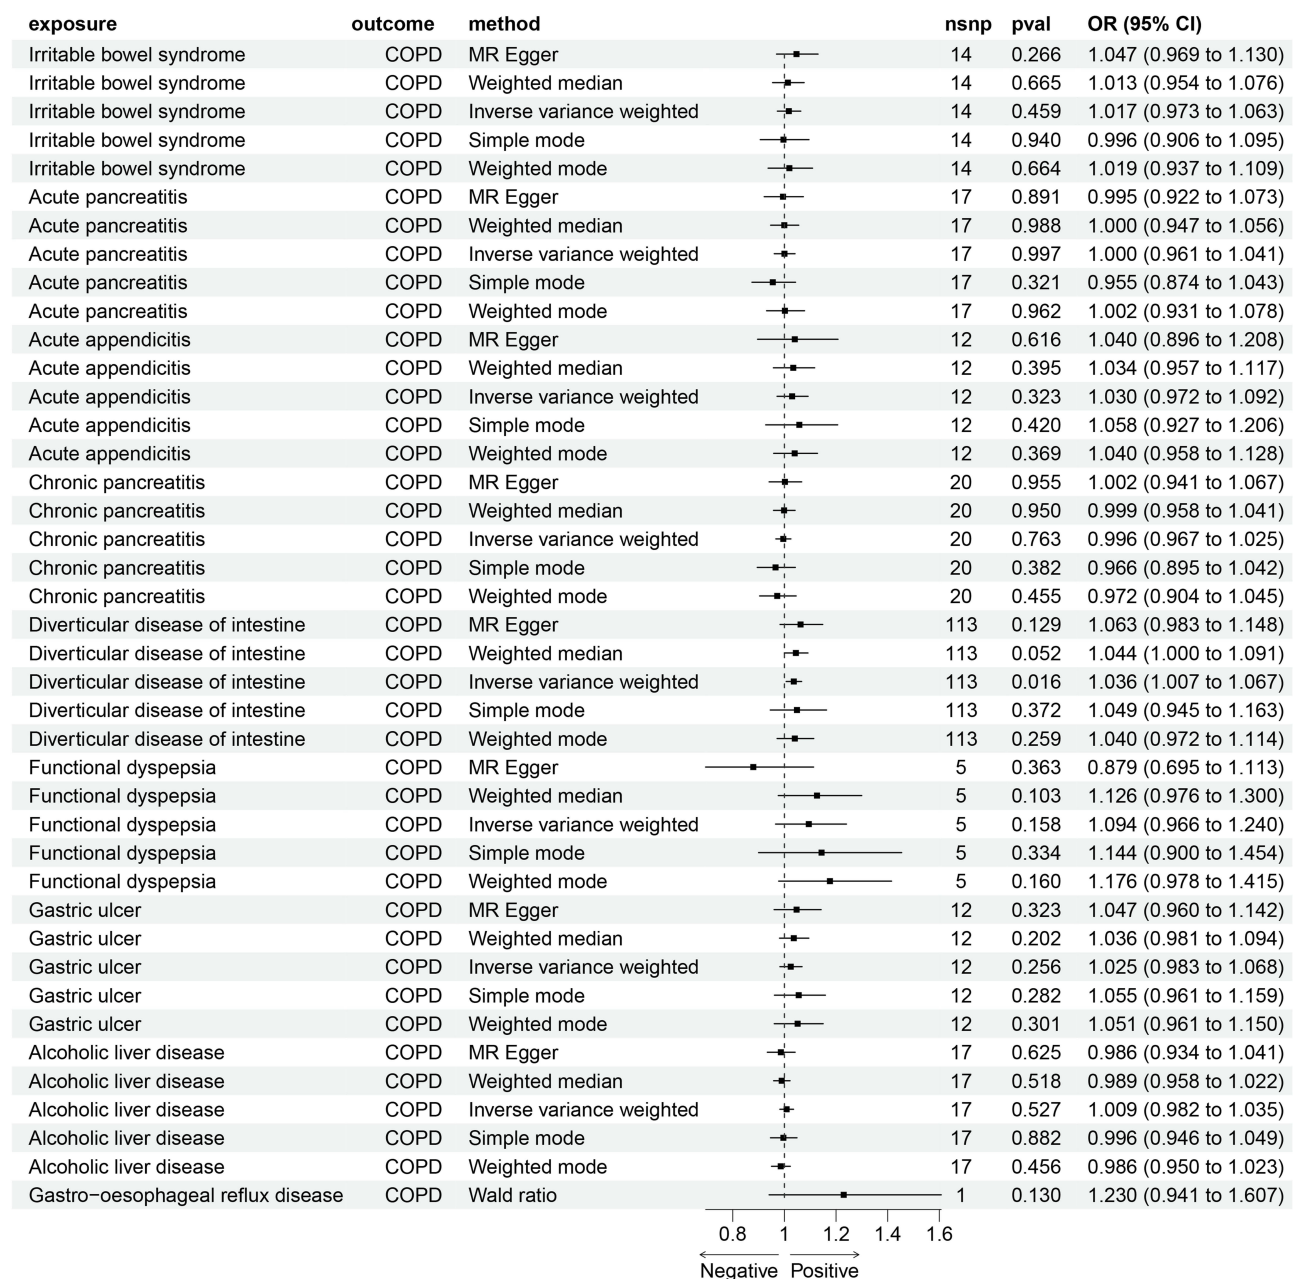 exposure outcome method nsnp pval OR (95% CI)
Irritable bowel syndrome COPD MR Egger 14 0.266 1.047 (0.969 to 1.130)
Irritable bowel syndrome COPD Weighted median 14 0.665 1.013 (0.954 to 1.076)
Irritable bowel syndrome COPD Inverse variance weighted 14 0.459 1.017 (0.973 to 1.063)
Irritable bowel syndrome COPD Simple mode 14 0.940 0.996 (0.906 to 1.095)
Irritable bowel syndrome COPD Weighted mode 14 0.664 1.019 (0.937 to 1.109)
Acute pancreatitis COPD MR Egger 17 0.891 0.995 (0.922 to 1.073)
Acute pancreatitis COPD Weighted median 17 0.988 1.000 (0.947 to 1.056)
Acute pancreatitis COPD Inverse variance weighted 17 0.997 1.000 (0.961 to 1.041)
Acute pancreatitis COPD Simple mode 17 0.321 0.955 (0.874 to 1.043)
Acute pancreatitis COPD Weighted mode 17 0.962 1.002 (0.931 to 1.078)
Acute appendicitis COPD MR Egger 12 0.616 1.040 (0.896 to 1.208)
Acute appendicitis COPD Weighted median 12 0.395 1.034 (0.957 to 1.117)
Acute appendicitis COPD Inverse variance weighted 12 0.323 1.030 (0.972 to 1.092)
Acute appendicitis COPD Simple mode 12 0.420 1.058 (0.927 to 1.206)
Acute appendicitis COPD Weighted mode 12 0.369 1.040 (0.958 to 1.128)
Chronic pancreatitis COPD MR Egger 20 0.955 1.002 (0.941 to 1.067)
Chronic pancreatitis COPD Weighted median 20 0.950 0.999 (0.958 to 1.041)
Chronic pancreatitis COPD Inverse variance weighted 20 0.763 0.996 (0.967 to 1.025)
Chronic pancreatitis COPD Simple mode 20 0.382 0.966 (0.895 to 1.042)
Chronic pancreatitis COPD Weighted mode 20 0.455 0.972 (0.904 to 1.045)
Diverticular disease of intestine COPD MR Egger 113 0.129 1.063 (0.983 to 1.148)
Diverticular disease of intestine COPD Weighted median 113 0.052 1.044 (1.000 to 1.091)
Diverticular disease of intestine COPD Inverse variance weighted 113 0.016 1.036 (1.007 to 1.067)
Diverticular disease of intestine COPD Simple mode 113 0.372 1.049 (0.945 to 1.163)
Diverticular disease of intestine COPD Weighted mode 113 0.259 1.040 (0.972 to 1.114)
Functional dyspepsia COPD MR Egger 5 0.363 0.879 (0.695 to 1.113)
Functional dyspepsia COPD Weighted median 5 0.103 1.126 (0.976 to 1.300)
Functional dyspepsia COPD Inverse variance weighted 5 0.158 1.094 (0.966 to 1.240)
Functional dyspepsia COPD Simple mode 5 0.334 1.144 (0.900 to 1.454)
Functional dyspepsia COPD Weighted mode 5 0.160 1.176 (0.978 to 1.415)
Gastric ulcer COPD MR Egger 12 0.323 1.047 (0.960 to 1.142)
Gastric ulcer COPD Weighted median 12 0.202 1.036 (0.981 to 1.094)
Gastric ulcer COPD Inverse variance weighted 12 0.256 1.025 (0.983 to 1.068)
Gastric ulcer COPD Simple mode 12 0.282 1.055 (0.961 to 1.159)
Gastric ulcer COPD Weighted mode 12 0.301 1.051 (0.961 to 1.150)
Alcoholic liver disease COPD MR Egger 17 0.625 0.986 (0.934 to 1.041)
Alcoholic liver disease COPD Weighted median 17 0.518 0.989 (0.958 to 1.022)
Alcoholic liver disease COPD Inverse variance weighted 17 0.527 1.009 (0.982 to 1.035)
Alcoholic liver disease COPD Simple mode 17 0.882 0.996 (0.946 to 1.049)
Alcoholic liver disease COPD Weighted mode 17 0.456 0.986 (0.950 to 1.023)
Gastro−oesophageal reflux disease COPD Wald ratio 1 0.130 1.230 (0.941 to 1.607)
0.8 1 1.2 1.4 1.6
Negative Positive